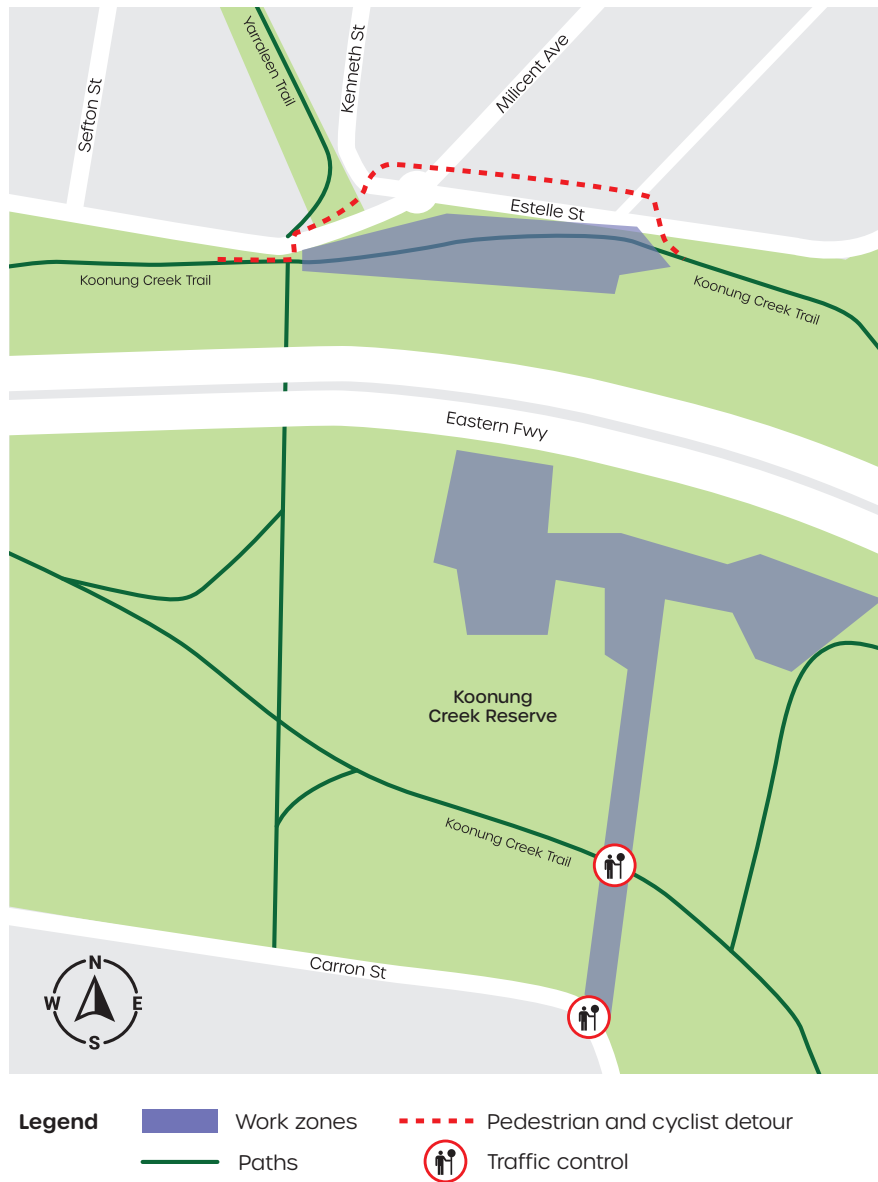 Sefton St
Yarraleen Trail
Kenneth St
Milicent Ave
Estelle St
Koonung Creek Trail
Koonung Creek Trail
Eastern Fwy
Koonung
Creek Reserve
Koonung Creek Trail
Carron St
N
W E
S
Legend
Work zones
Pedestrian and cyclist detour
Paths
Traffic control